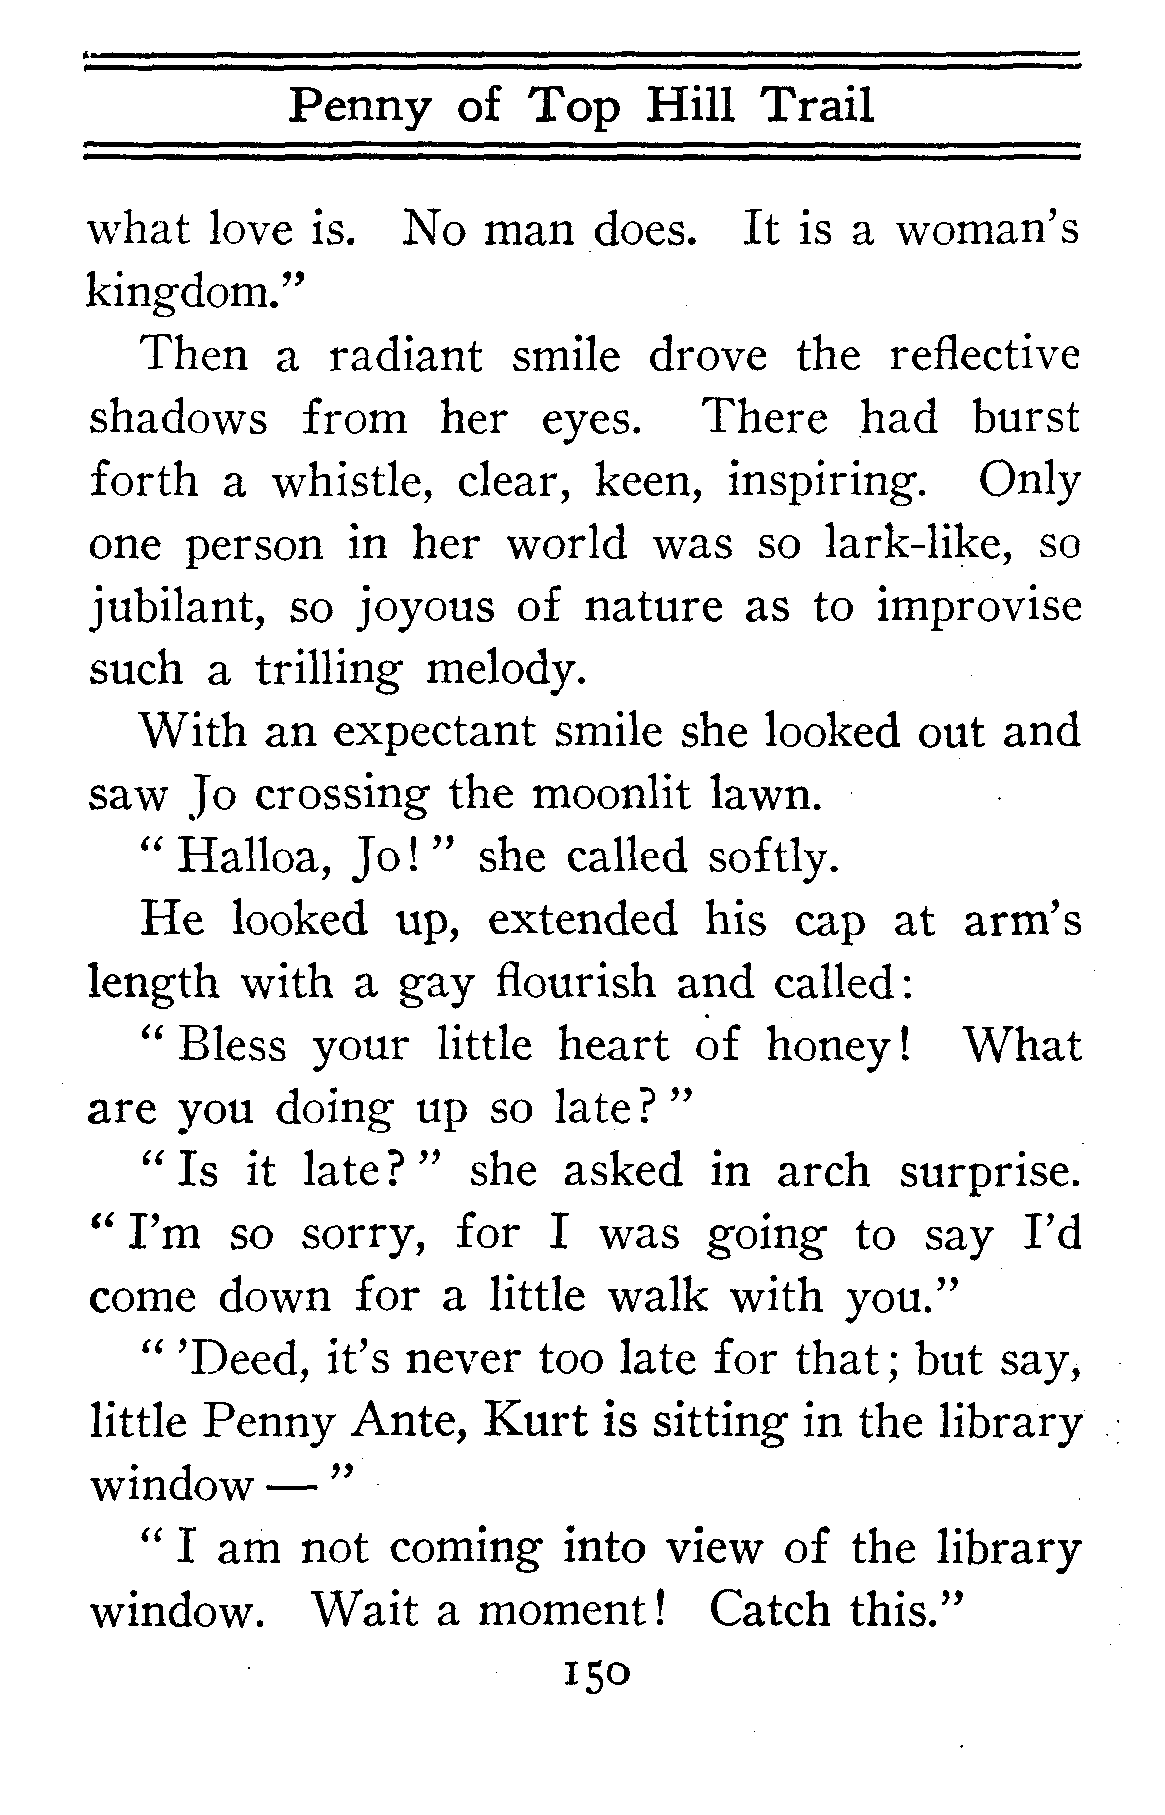 Penny of Top Hill Trail
what love is. No man does. It is a woman's
kingdom."
Then a radiant smile drove the reflective
shadows from her eyes. There had burst
forth a whistle, clear, keen, inspiring. Only
one person in her world was so lark-like, so
jubilant, so joyous of nature as to improvise
such a trilling melody.
With an expectant smile she looked out and
saw Jo crossing the moonlit lawn.
" Halloa, Jo! " she called softly.
He looked up, extended his cap at arm's
length with a gay flourish and called:
" Bless your little heart of honey! What
are you doing up so late? "
" Is it late? " she asked in arch surprise.
" I'm so sorry, for I was going to say I'd
come down for a little walk with you."
" 'Deed, it's never too late for that; but say,
little Penny Ante, Kurt is sitting in the library
window — "
" I am not coming into view of the library
window. Wait a moment! Catch this."
150